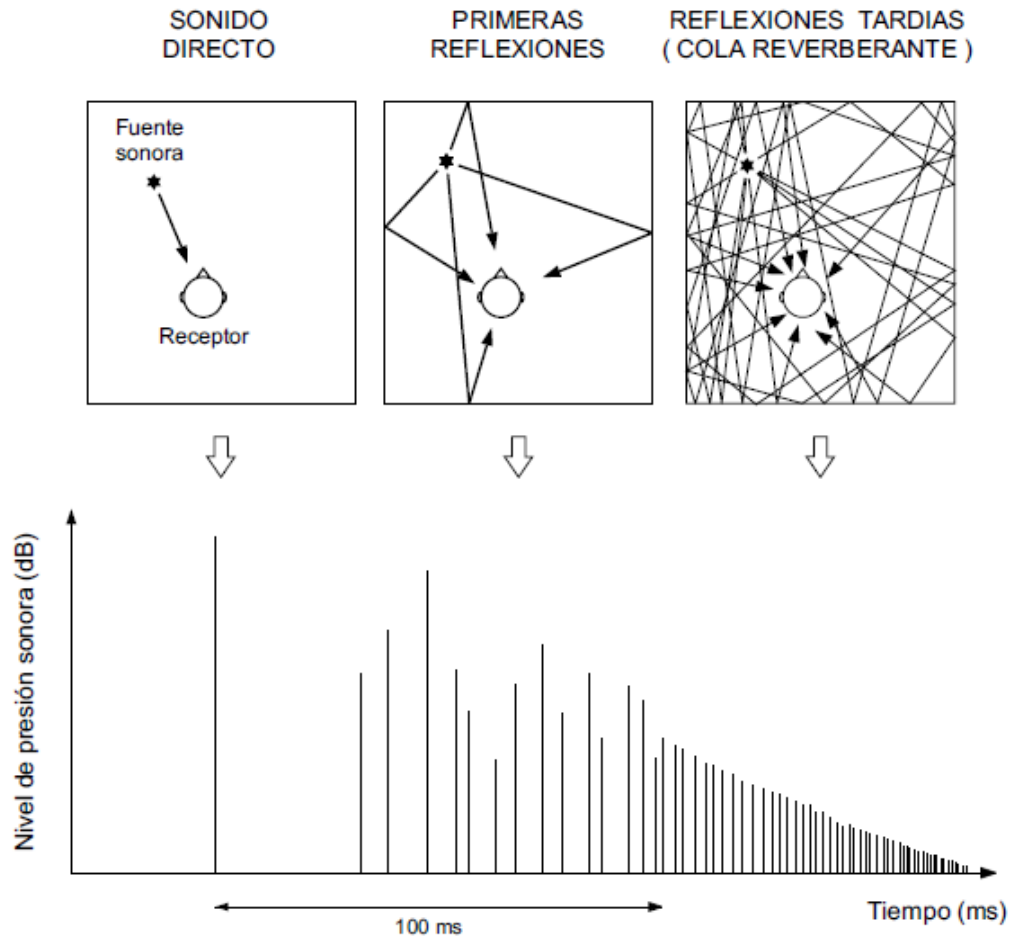 SONIDO
DIRECTO
PRIMERAS
REFLEXIONES
REFLEXIONES TARDIAS
( COLA REVERBERANTE )
Fuente
sonora
Receptor
Nivel de presión sonora (dB)
100 ms
Tiempo (ms)